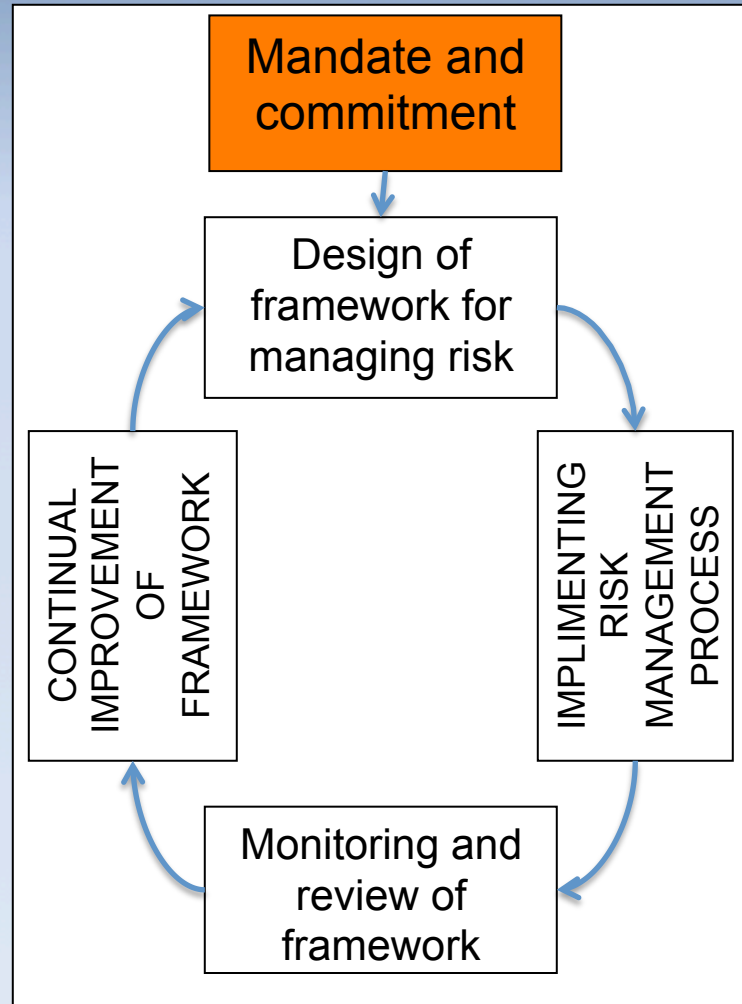 Mandate and
commitment
Design of
framework for
managing risk
CONTINUAL
IMPROVEMENT
OF
FRAMEWORK
IMPLIMENTING
RISK
MANAGEMENT
PROCESS
Monitoring and
review of
framework